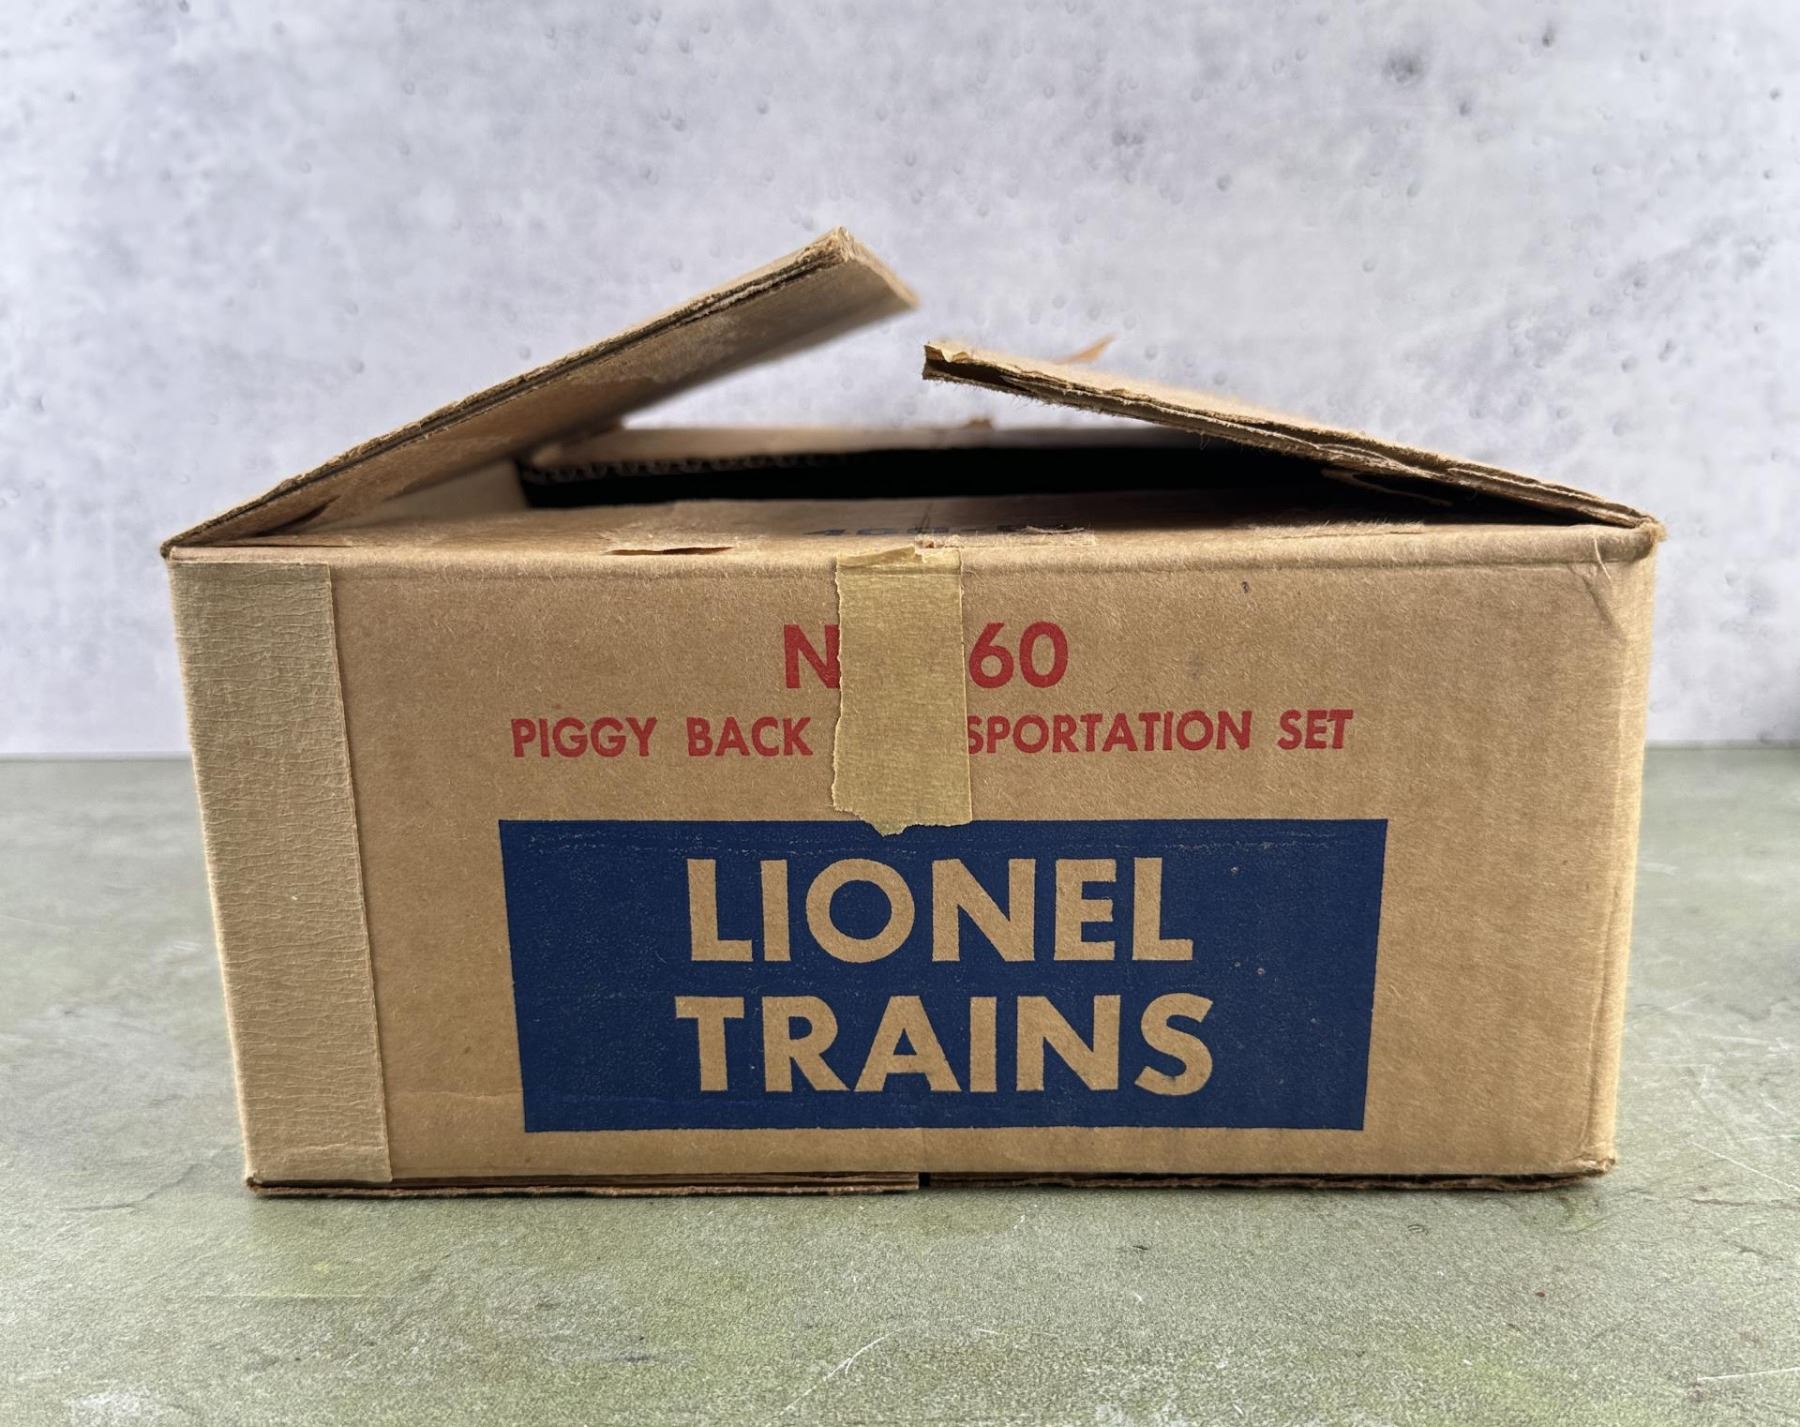 N 60
PIGGY BACK SPORTATION SET
LIONEL
TRAINS